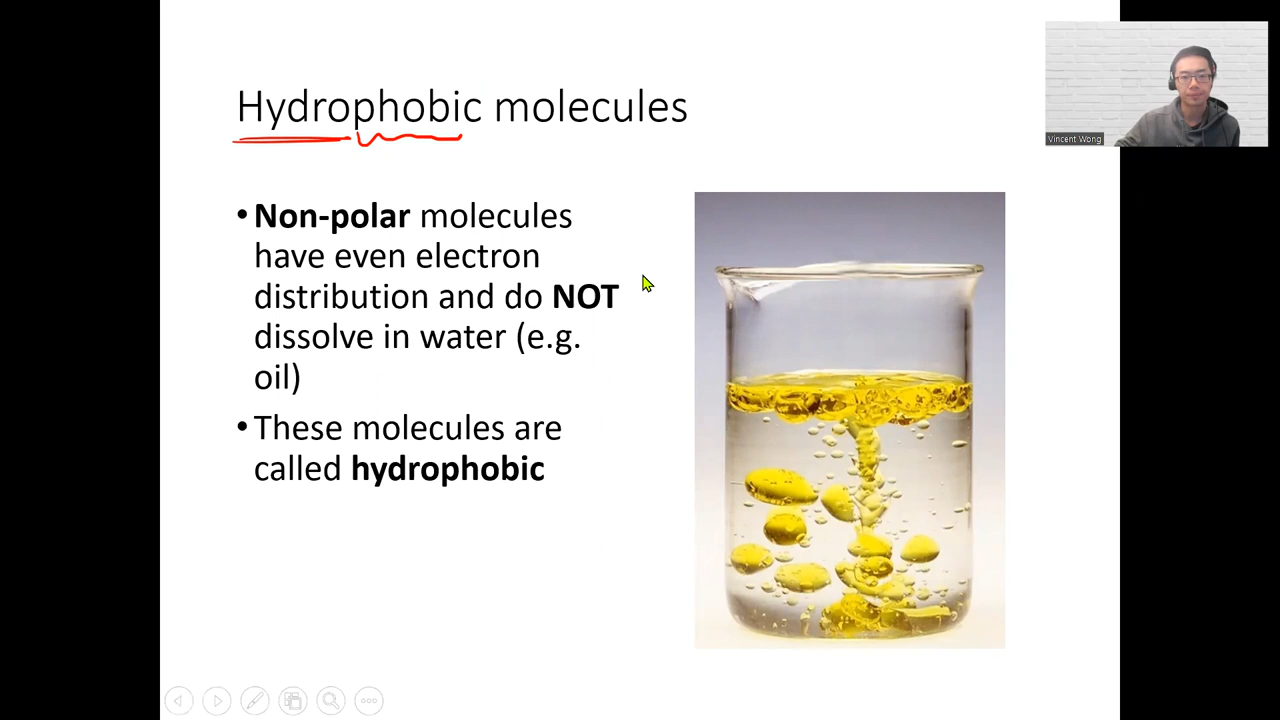 Hydrophobic molecules
Vincent Wong
• Non-polar molecules
have even electron
distribution and do NOT
dissolve in water (e.g.
oil)
• These molecules are
called hydrophobic